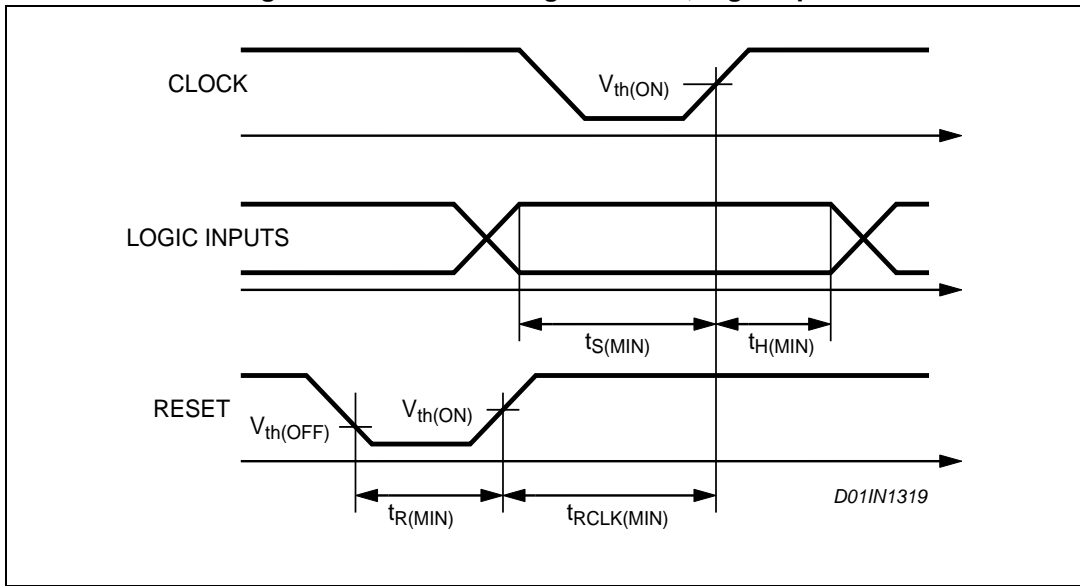 CLOCK
Vth(ON)
LOGIC INPUTS
tS(MIN)
tH(MIN)
RESET
Vth(OFF)
Vth(ON)
tR(MIN)
tRCLK(MIN)
D01IN1319